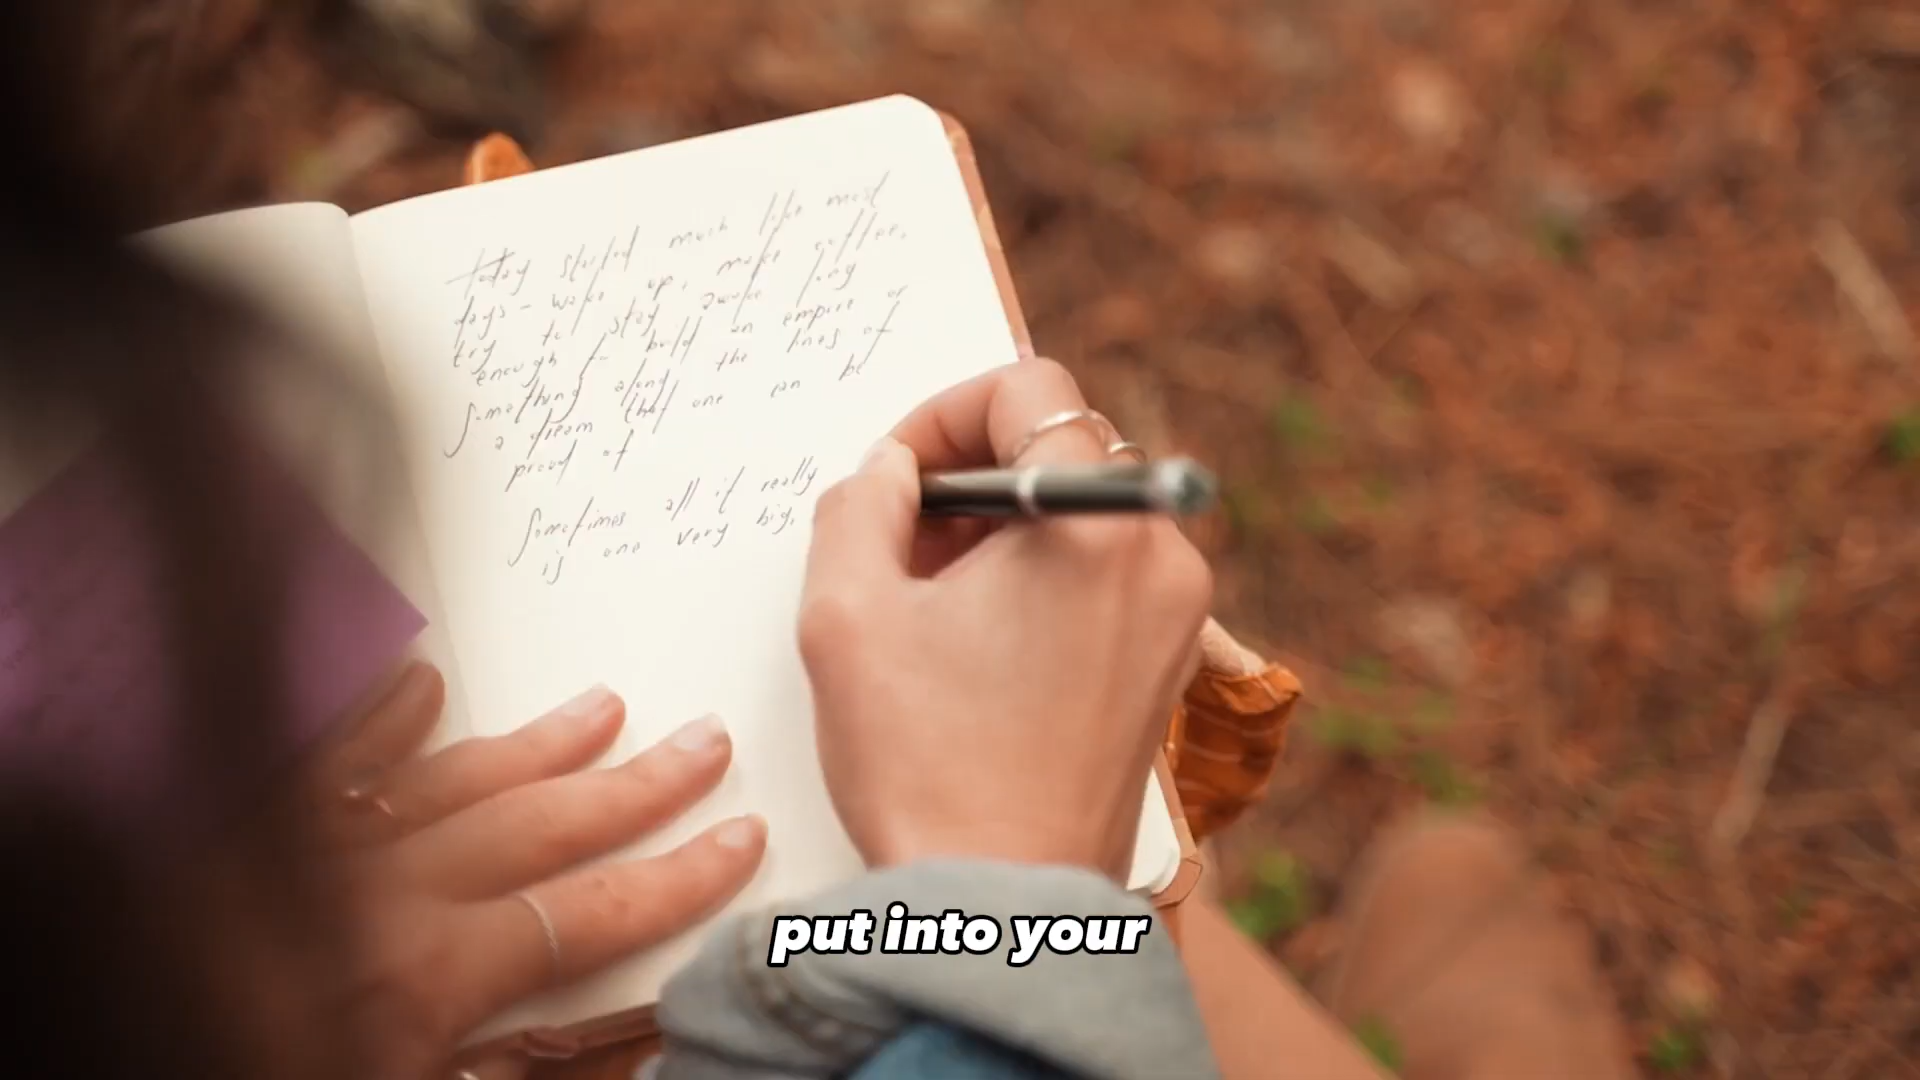 today started much like most
days - wake up, make coffee,
try to stay awake long
enough to build an empire or
something along the lines of
a dream that one can be
proud of
Sometimes all it really
is one very big,
put into your